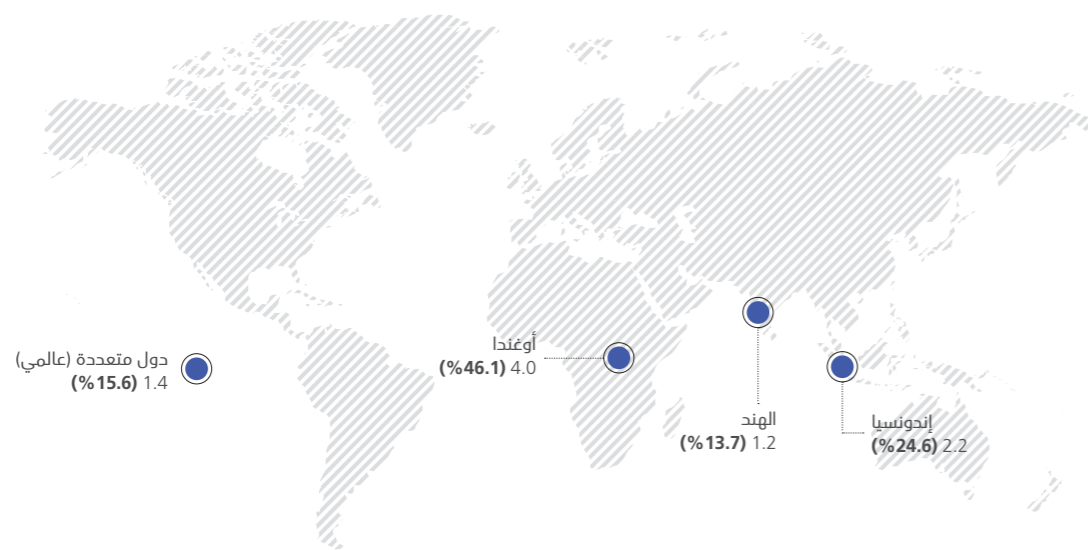 أوغندا
4.0 (%46.1)
دول متعددة (عالمي)
1.4 (%15.6)
الهند
1.2 (%13.7)
إندونسيا
2.2 (%24.6)